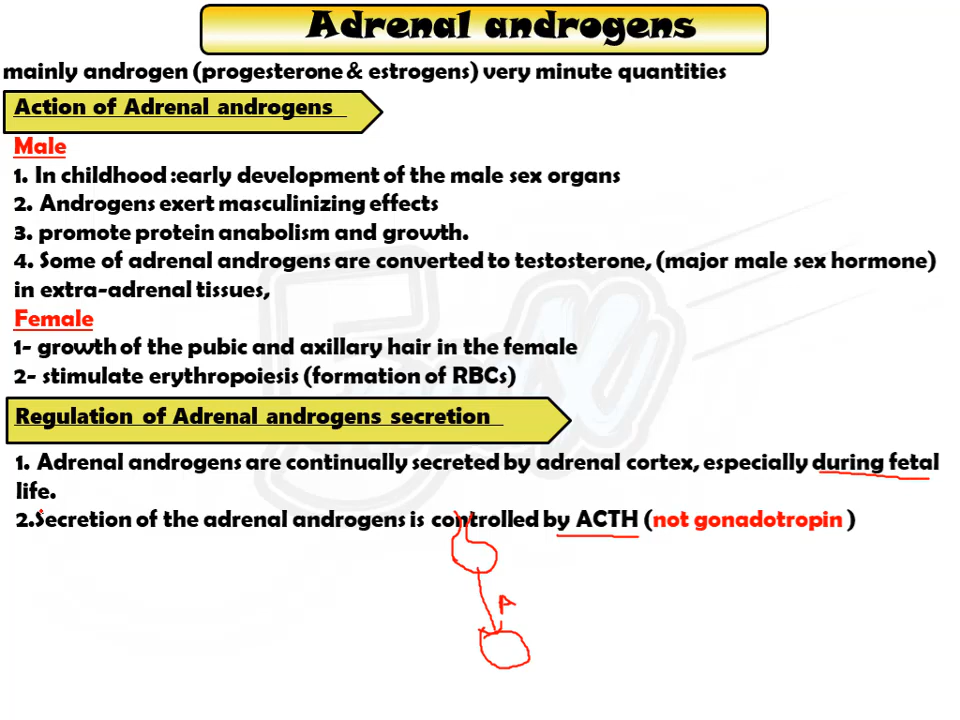 Adrenal androgens
mainly androgen (progesterone & estrogens) very minute quantities
Action of Adrenal androgens
Male
1. In childhood :early development of the male sex organs
2. Androgens exert masculinizing effects
3. promote protein anabolism and growth.
4. Some of adrenal androgens are converted to testosterone, (major male sex hormone)
in extra-adrenal tissues,
Female
1- growth of the pubic and axillary hair in the female
2- stimulate erythropoiesis (formation of RBCs)
Regulation of Adrenal androgens secretion
1. Adrenal androgens are continually secreted by adrenal cortex, especially during fetal
life.
2.Secretion of the adrenal androgens is controlled by ACTH (not gonadotropin )
A